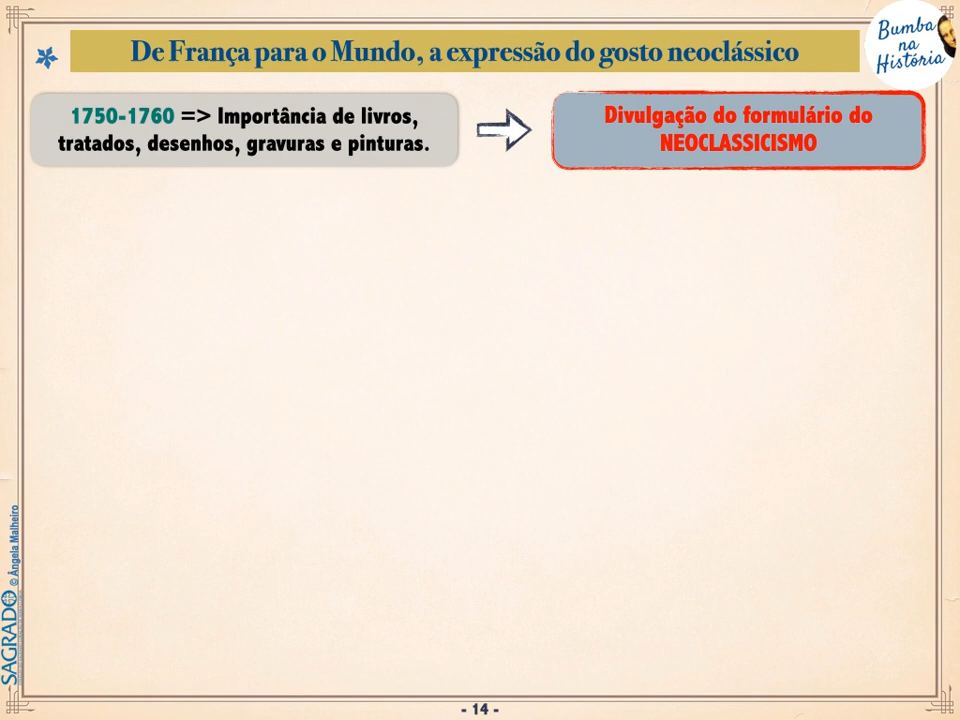 De França para o Mundo, a expressão do gosto neoclássico
Bumba
na
História
1750-1760 => Importância de livros,
tratados, desenhos, gravuras e pinturas.
Divulgação do formulário do
NEOCLASSICISMO
SAGRADO © Ângela Malheiro
- 14 -